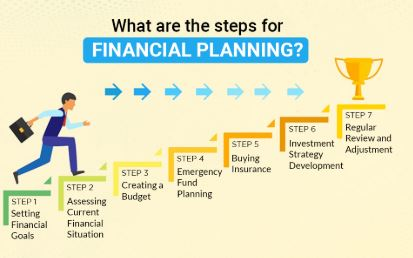 What are the steps for
FINANCIAL PLANNING?
STEP 1
Setting
Financial
Goals
STEP 2
Assessing
Current
Financial
Situation
STEP 3
Creating a
Budget
STEP 4
Emergency
Fund
Planning
STEP 5
Buying
Insurance
STEP 6
Investment
Strategy
Development
STEP 7
Regular
Review and
Adjustment